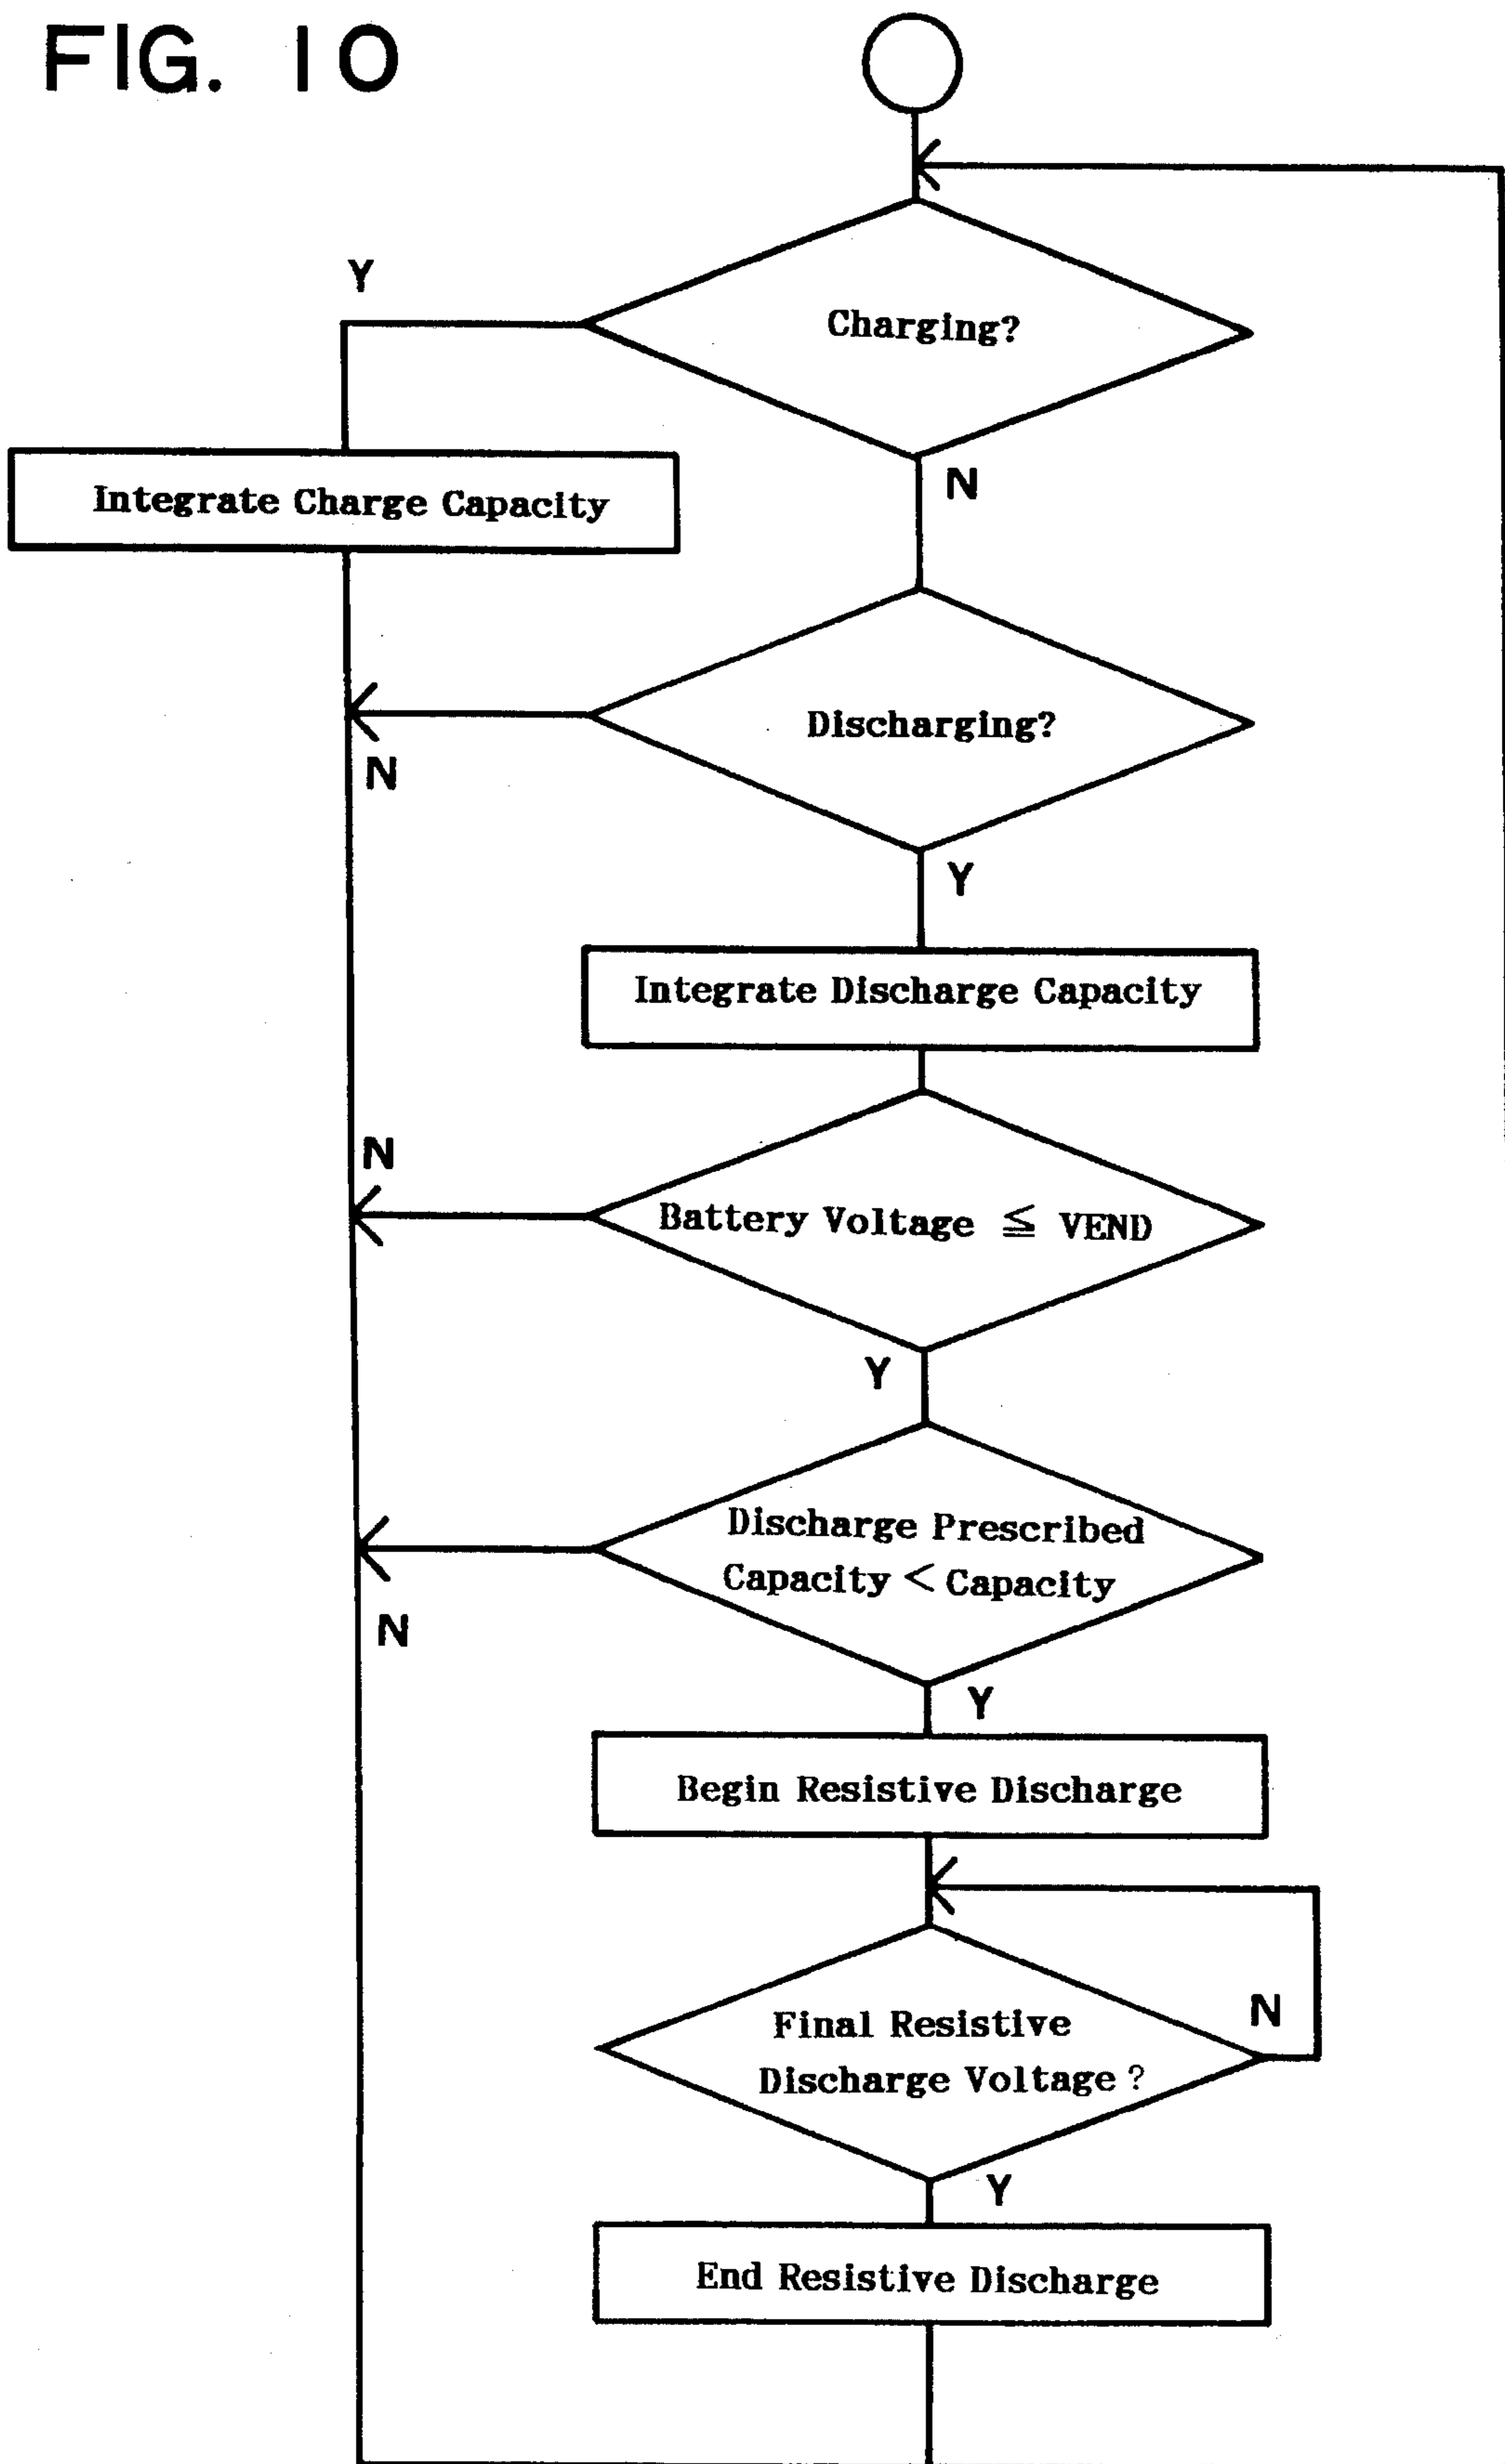 FIG. 10
Y
Charging?
N
Integrate Charge Capacity
Discharging?
N
Y
Integrate Discharge Capacity
N
Battery Voltage ≦ VEND
Y
Discharge Prescribed
Capacity < Capacity
N
Y
Begin Resistive Discharge
N
Final Resistive
Discharge Voltage?
Y
End Resistive Discharge